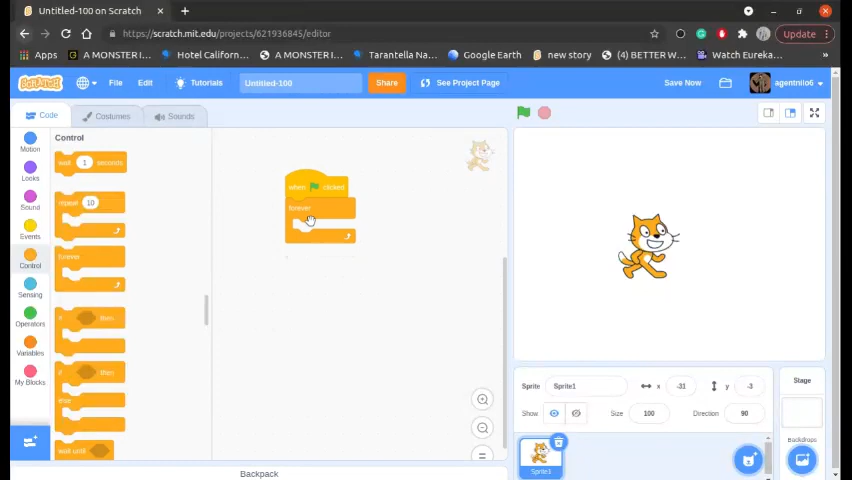 Untitled-100 on Scratch
scratch.mit.edu/projects/621936845/editor
Update
Apps
A MONSTER I...
Hotel Californ...
A MONSTER I...
Tarantella Na...
Google Earth
new story
(4) BETTER W...
Watch Eureka...
SCRATCH
File
Edit
Tutorials
Untitled-100
Share
See Project Page
Save Now
agentnilo6
Code
Costumes
Sounds
Motion
Looks
Sound
Events
Control
Sensing
Operators
Variables
My Blocks
Control
wait 1 seconds
repeat 10
forever
if then
if then
else
wait until
when clicked
forever
Sprite
Sprite1
x
-31
y
-3
Show
Size
100
Direction
90
Sprite1
Stage
Backdrops
Backpack